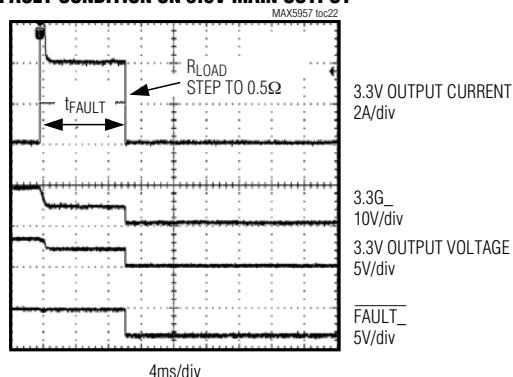 FAULT CONDITION ON 3.3V MAIN OUTPUT
MAX5957 toc22
RLOAD
STEP TO 0.5Ω
tFAULT
3.3V OUTPUT CURRENT
2A/div
3.3G_
10V/div
3.3V OUTPUT VOLTAGE
5V/div
FAULT_
5V/div
4ms/div